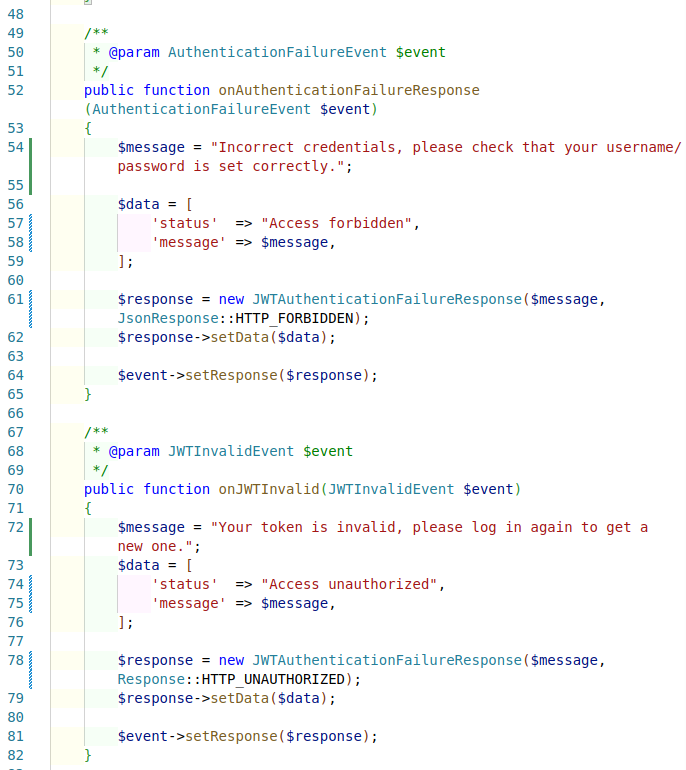 48
49 /**
50 * @param AuthenticationFailureEvent $event
51 */
52 public function onAuthenticationFailureResponse
(AuthenticationFailureEvent $event)
53 {
54 $message = "Incorrect credentials, please check that your username/
password is set correctly.";
55
56 $data = [
57 'status'  => "Access forbidden",
58 'message' => $message,
59 ];
60
61 $response = new JWTAuthenticationFailureResponse($message,
JsonResponse::HTTP_FORBIDDEN);
62 $response->setData($data);
63
64 $event->setResponse($response);
65 }
66
67 /**
68 * @param JWTInvalidEvent $event
69 */
70 public function onJWTInvalid(JWTInvalidEvent $event)
71 {
72 $message = "Your token is invalid, please log in again to get a
new one.";
73 $data = [
74 'status'  => "Access unauthorized",
75 'message' => $message,
76 ];
77
78 $response = new JWTAuthenticationFailureResponse($message,
Response::HTTP_UNAUTHORIZED);
79 $response->setData($data);
80
81 $event->setResponse($response);
82 }